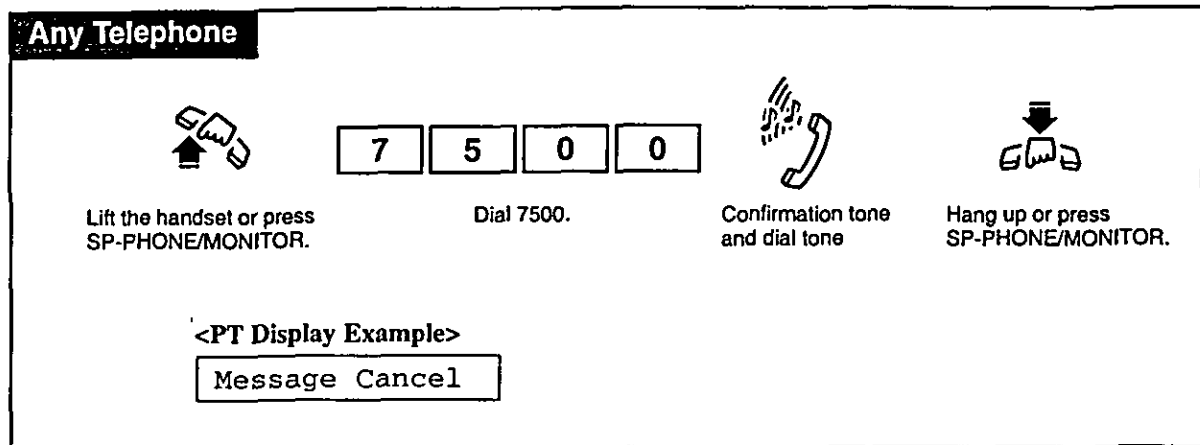 Any Telephone
7 5 0 0
Lift the handset or press
SP-PHONE/MONITOR.
Dial 7500.
Confirmation tone
and dial tone
Hang up or press
SP-PHONE/MONITOR.
<PT Display Example>
Message Cancel